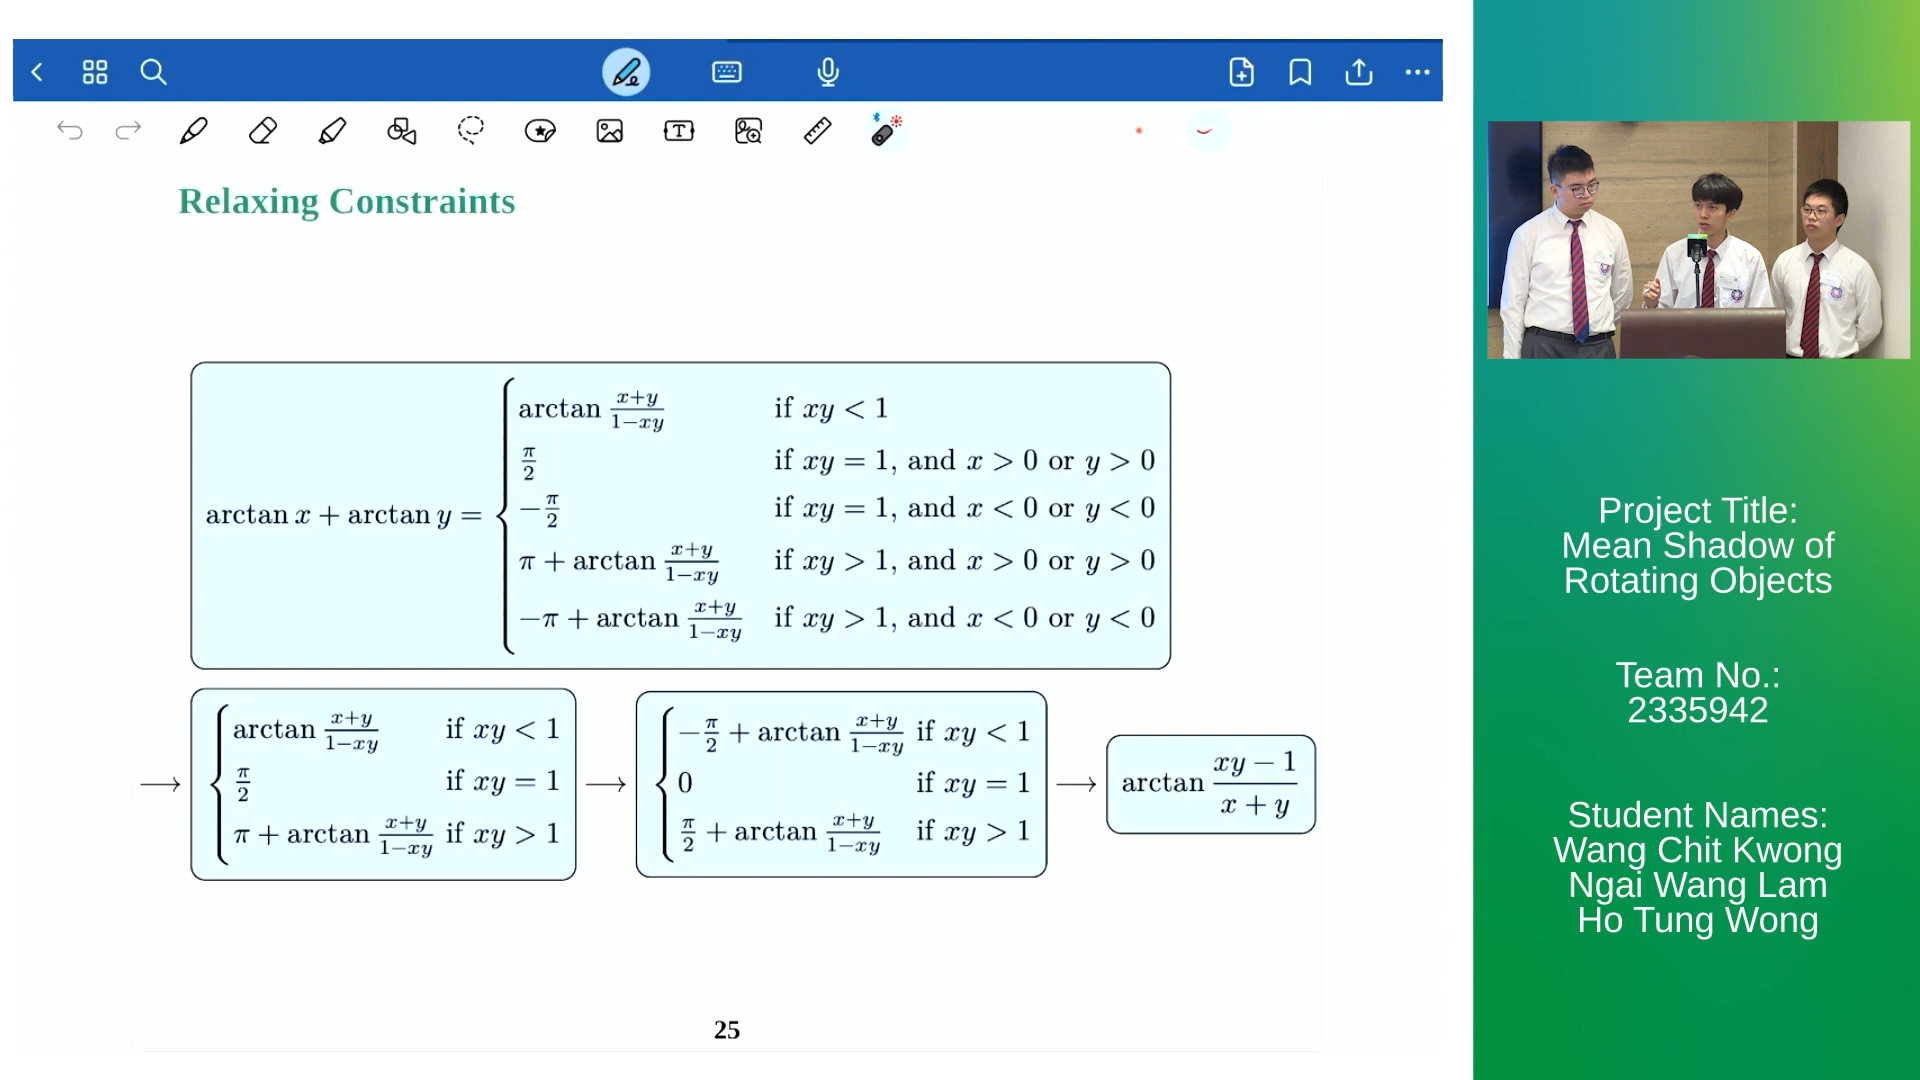 Relaxing Constraints
arctan x + arctan y = { arctan (x+y)/(1−xy) if xy < 1
π/2 if xy = 1, and x > 0 or y > 0
−π/2 if xy = 1, and x < 0 or y < 0
π + arctan (x+y)/(1−xy) if xy > 1, and x > 0 or y > 0
−π + arctan (x+y)/(1−xy) if xy > 1, and x < 0 or y < 0
→ { arctan (x+y)/(1−xy) if xy < 1
π/2 if xy = 1
π + arctan (x+y)/(1−xy) if xy > 1
→ { −π/2 + arctan (x+y)/(1−xy) if xy < 1
0 if xy = 1
π/2 + arctan (x+y)/(1−xy) if xy > 1
→ arctan (xy − 1)/(x + y)
25
Project Title:
Mean Shadow of
Rotating Objects
Team No.:
2335942
Student Names:
Wang Chit Kwong
Ngai Wang Lam
Ho Tung Wong